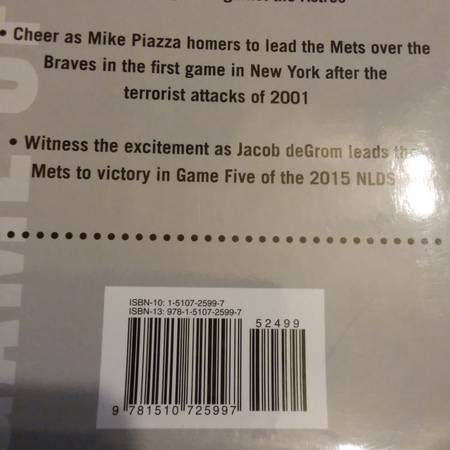 • Cheer as Mike Piazza homers to lead the Mets over the
Braves in the first game in New York after the
terrorist attacks of 2001
• Witness the excitement as Jacob deGrom leads the
Mets to victory in Game Five of the 2015 NLDS
ISBN-10: 1-5107-2599-7
ISBN-13: 978-1-5107-2599-7
52499
9 781510 725997